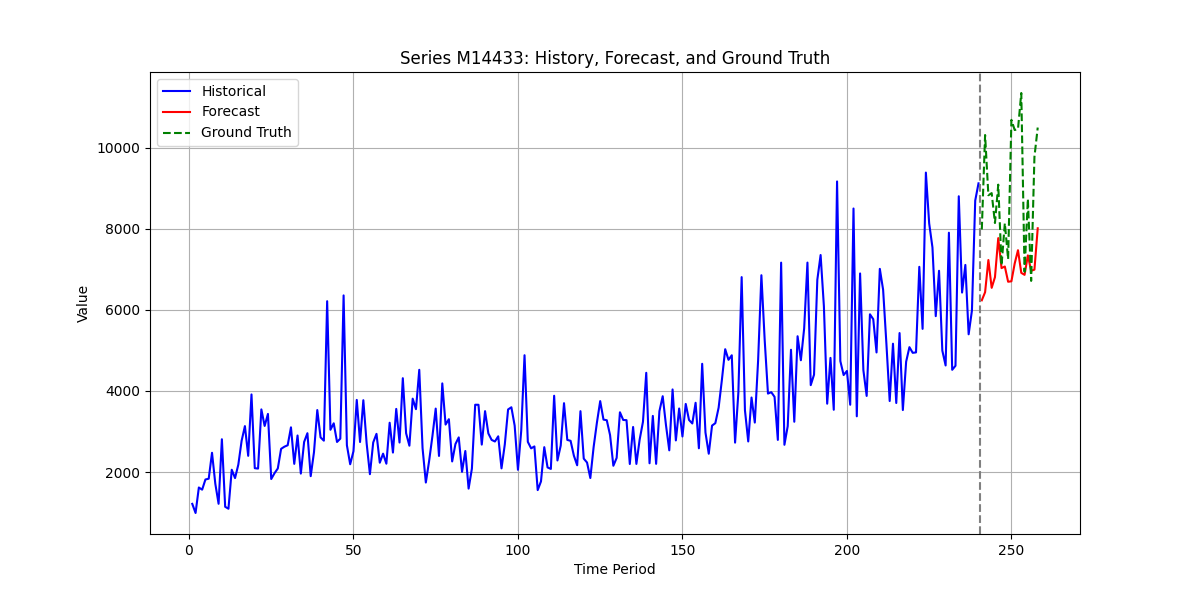 Series M14433: History, Forecast, and Ground Truth
Historical
Forecast
Ground Truth
10000
8000
6000
4000
2000
Value
0 50 100 150 200 250
Time Period